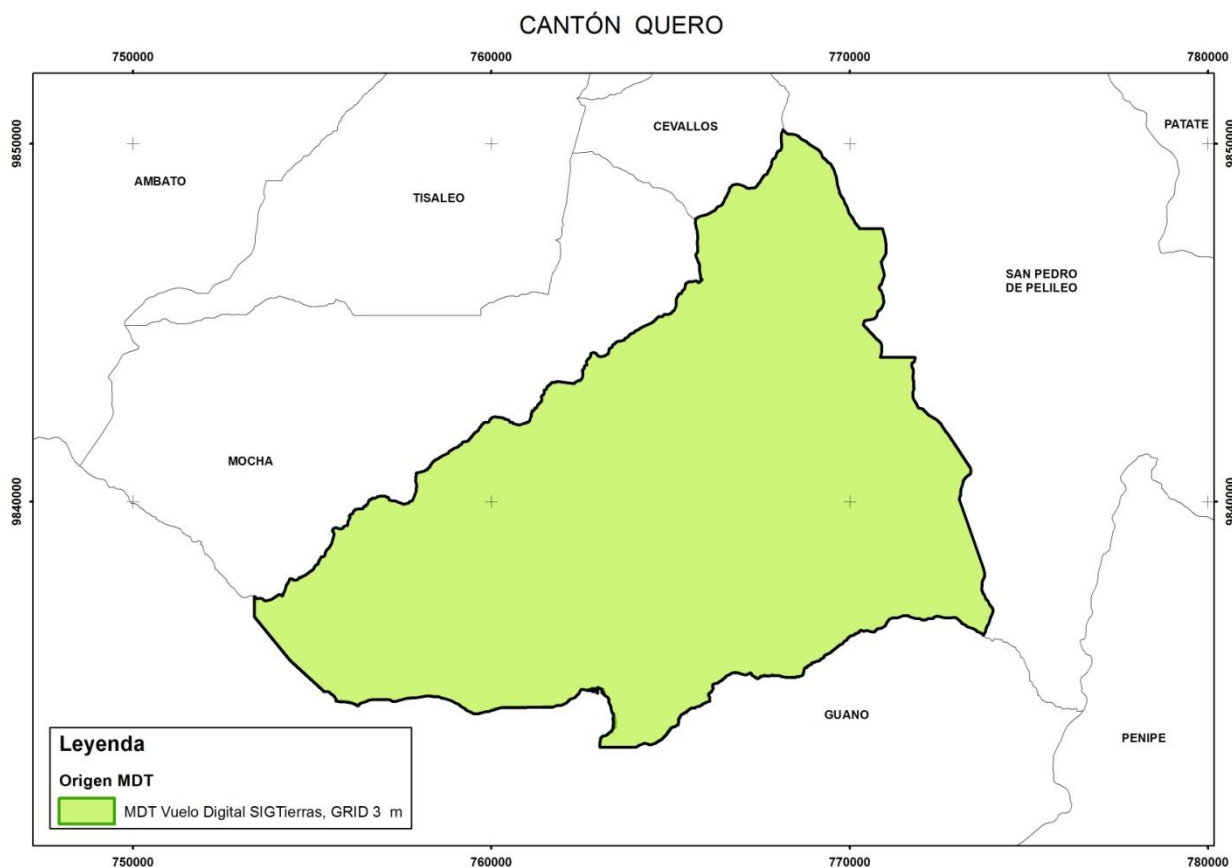 CANTÓN QUERO
750000 760000 770000 780000
9850000 9850000
CEVALLOS
PATATE
AMBATO
TISALEO
SAN PEDRO
DE PELILEO
MOCHA
9840000 9840000
GUANO
PENIPE
Leyenda
Origen MDT
MDT Vuelo Digital SIGTierras, GRID 3 m
750000 760000 770000 780000